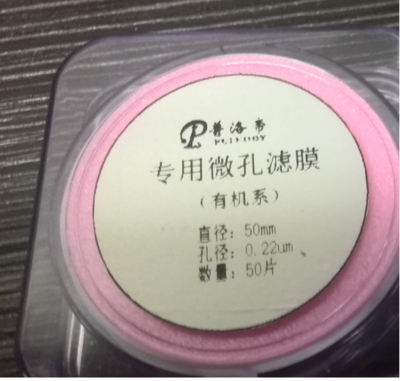 普洛帝
专用微孔滤膜
(有机系)
直径：50mm
孔径：0.22um
数量：50片